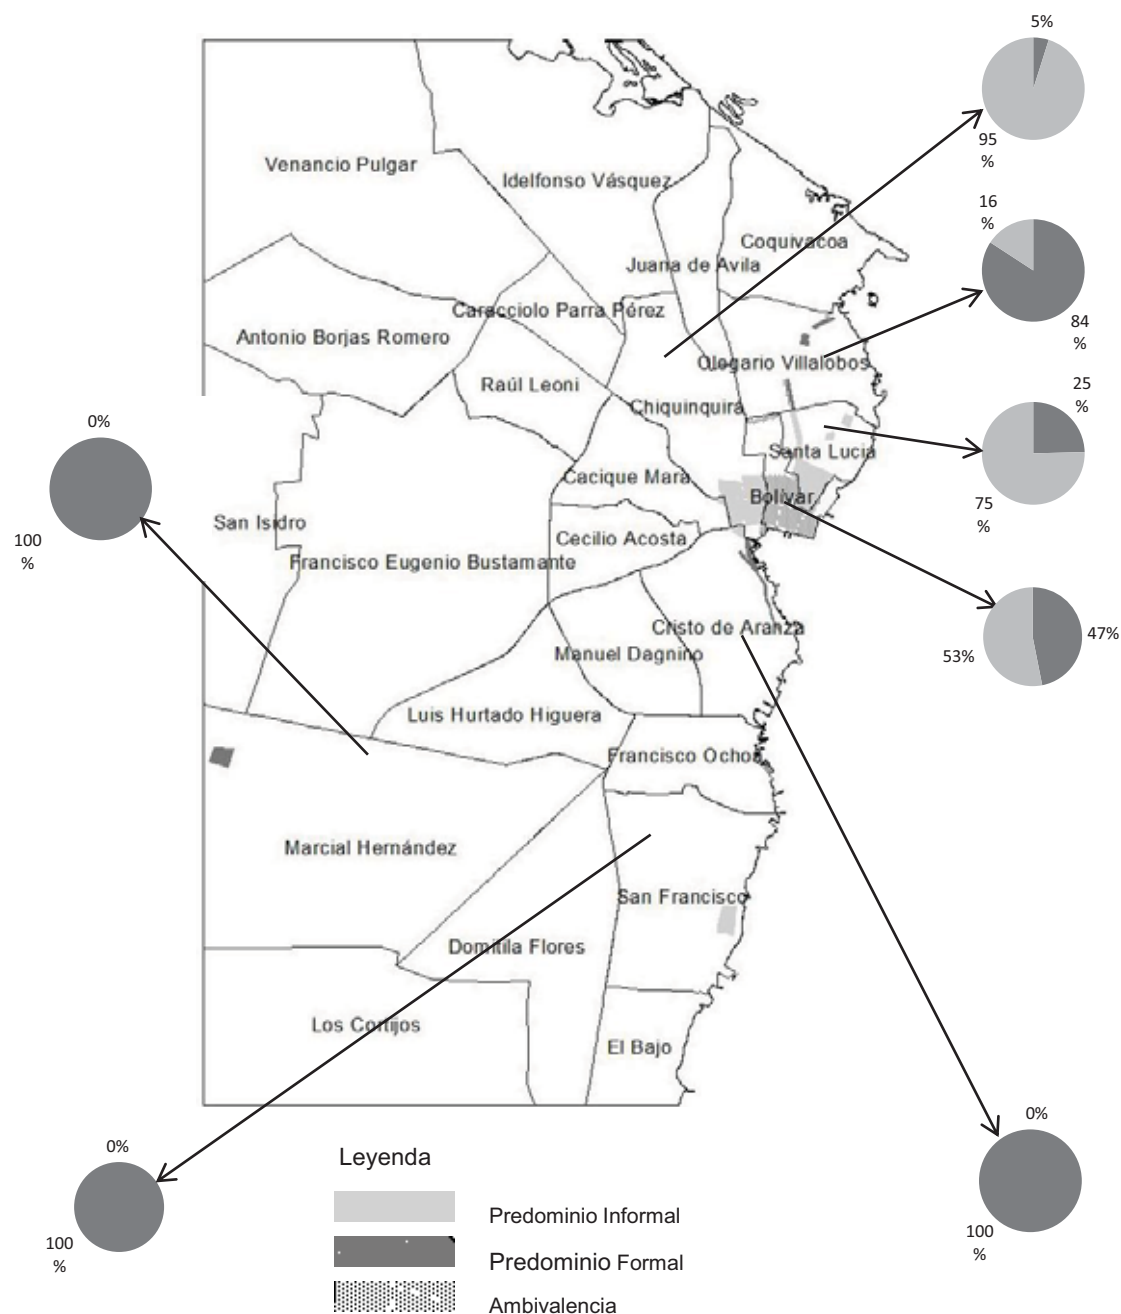 5%
95
%
Venancio Pulgar
Idelfonso Vásquez
16
%
Coquivacoa
Juana de Avila
Caracciolo Parra Pérez
84
%
Antonio Borjas Romero
Olegario Villalobos
Raúl Leoni
25
%
Chiquinquirá
0%
Santa Lucia
Cacique Mara
Bolívar
75
%
San Isidro
Cecilio Acosta
100
%
Francisco Eugenio Bustamante
Cristo de Aranza
47%
53%
Manuel Dagnino
Luis Hurtado Higuera
Francisco Ochoa
Marcial Hernández
San Francisco
Domitila Flores
Los Cortijos
El Bajo
0%
0%
Leyenda
100
%
100
%
Predominio Informal
Predominio Formal
Ambivalencia